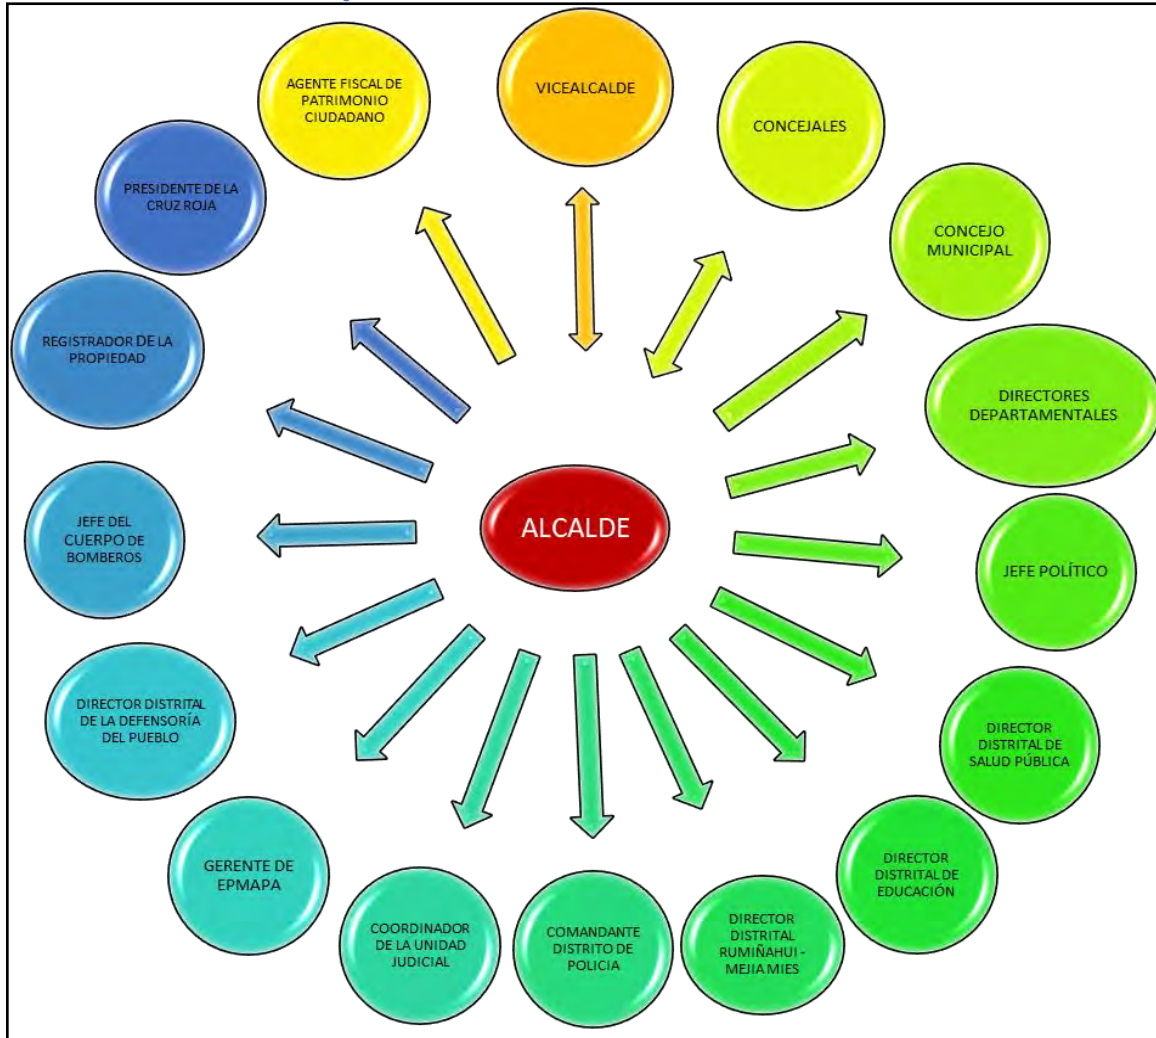 VICEALCALDE
CONCEJALES
CONCEJO
MUNICIPAL
DIRECTORES
DEPARTAMENTALES
JEFE POLÍTICO
DIRECTOR
DISTRITAL DE
SALUD PÚBLICA
DIRECTOR
DISTRITAL DE
EDUCACIÓN
DIRECTOR
DISTRITAL
RUMIÑAHUI -
MEJIA MIES
COMANDANTE
DISTRITO DE
POLICIA
COORDINADOR
DE LA UNIDAD
JUDICIAL
GERENTE DE
EPMAPA
DIRECTOR DISTRITAL
DE LA DEFENSORÍA
DEL PUEBLO
JEFE DEL
CUERPO DE
BOMBEROS
REGISTRADOR DE LA
PROPIEDAD
PRESIDENTE DE LA
CRUZ ROJA
AGENTE FISCAL DE
PATRIMONIO
CIUDADANO
ALCALDE